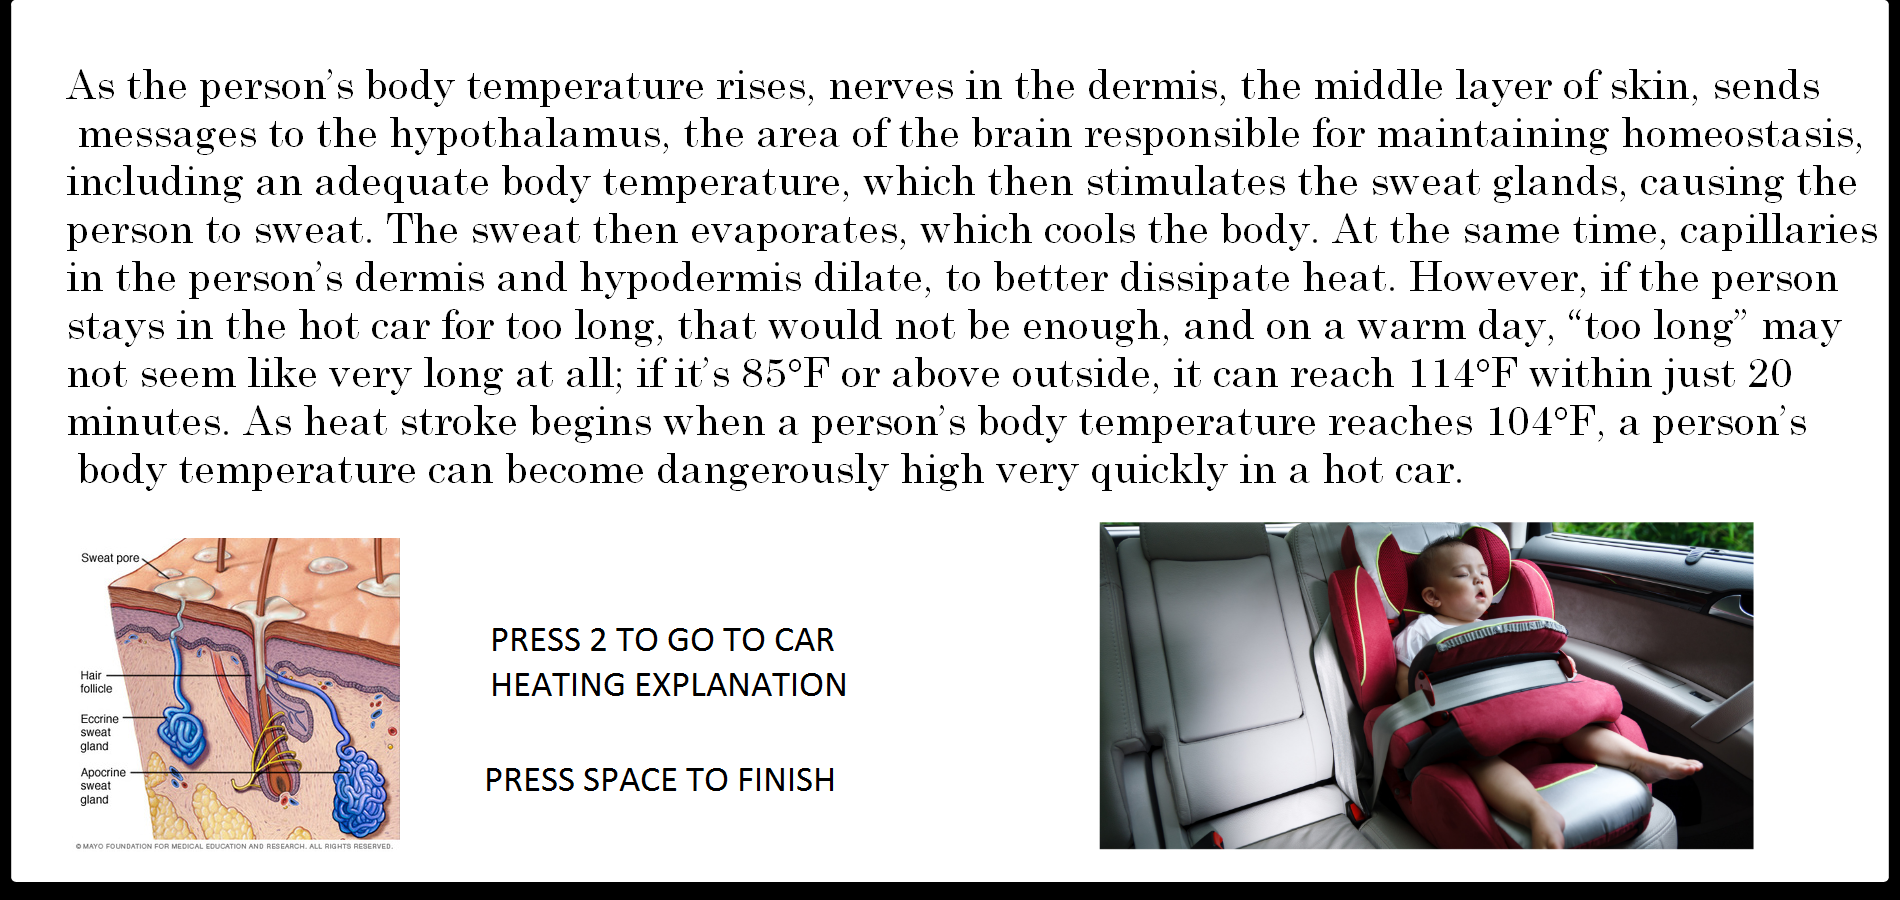 As the person’s body temperature rises, nerves in the dermis, the middle layer of skin, sends
messages to the hypothalamus, the area of the brain responsible for maintaining homeostasis,
including an adequate body temperature, which then stimulates the sweat glands, causing the
person to sweat. The sweat then evaporates, which cools the body. At the same time, capillaries
in the person’s dermis and hypodermis dilate, to better dissipate heat. However, if the person
stays in the hot car for too long, that would not be enough, and on a warm day, “too long” may
not seem like very long at all; if it’s 85°F or above outside, it can reach 114°F within just 20
minutes. As heat stroke begins when a person’s body temperature reaches 104°F, a person’s
body temperature can become dangerously high very quickly in a hot car.
Sweat pore
Hair
follicle
Eccrine
sweat
gland
Apocrine
sweat
gland
© MAYO FOUNDATION FOR MEDICAL EDUCATION AND RESEARCH. ALL RIGHTS RESERVED.
PRESS 2 TO GO TO CAR
HEATING EXPLANATION
PRESS SPACE TO FINISH